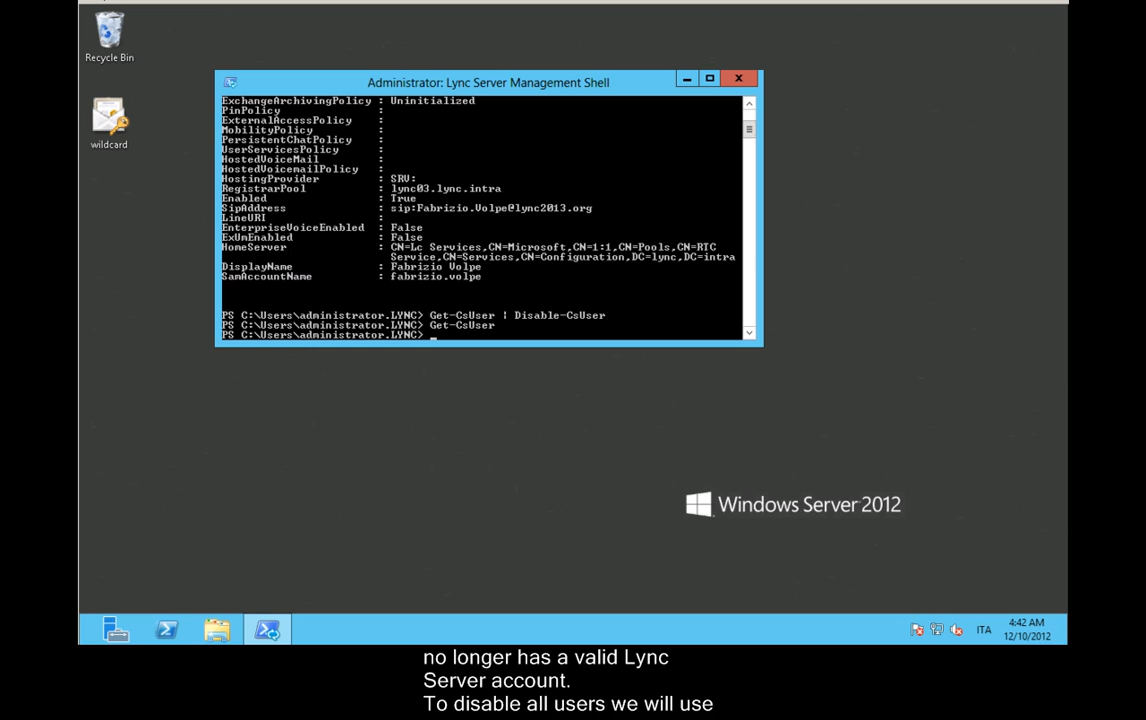 Recycle Bin
wildcard
Administrator: Lync Server Management Shell
ExchangeArchivingPolicy : Uninitialized
PinPolicy :
ExternalAccessPolicy :
MobilityPolicy :
PersistentChatPolicy :
UserServicesPolicy :
HostedVoiceMail :
HostedVoicemailPolicy :
HostingProvider : SRV:
RegistrarPool : lync03.lync.intra
Enabled : True
SipAddress : sip:Fabrizio.Volpe@lync2013.org
LineURI :
EnterpriseVoiceEnabled : False
ExUmEnabled : False
HomeServer : CN=Lc Services,CN=Microsoft,CN=1:1,CN=Pools,CN=RTC
Service,CN=Services,CN=Configuration,DC=lync,DC=intra
DisplayName : Fabrizio Volpe
SamAccountName : fabrizio.volpe
PS C:\Users\administrator.LYNC> Get-CsUser | Disable-CsUser
PS C:\Users\administrator.LYNC> Get-CsUser
PS C:\Users\administrator.LYNC> _
Windows Server 2012
ITA
4:42 AM
12/10/2012
no longer has a valid Lync
Server account.
To disable all users we will use